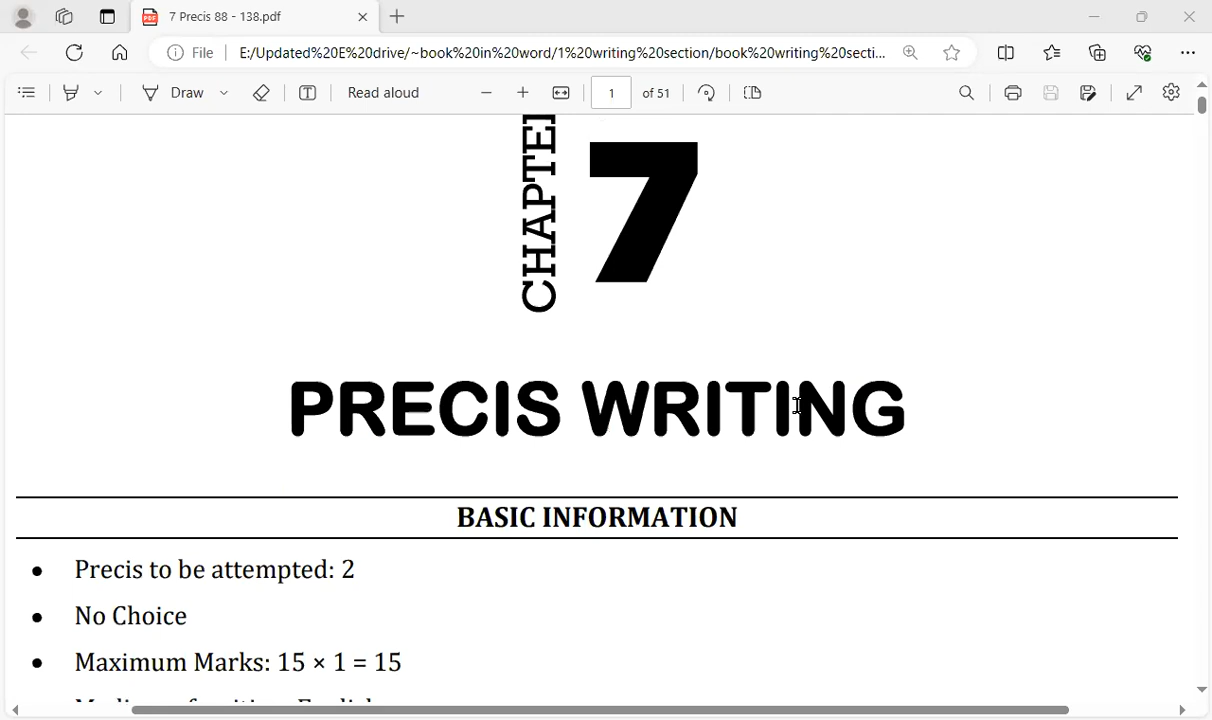 7 Precis 88 - 138.pdf
File
E:/Updated%20E%20drive/~book%20in%20word/1%20writing%20section/book%20writing%20secti...
Draw
Read aloud
1
of 51
CHAPTER
7
PRECIS WRITING
BASIC INFORMATION
• Precis to be attempted: 2
• No Choice
• Maximum Marks: 15 × 1 = 15